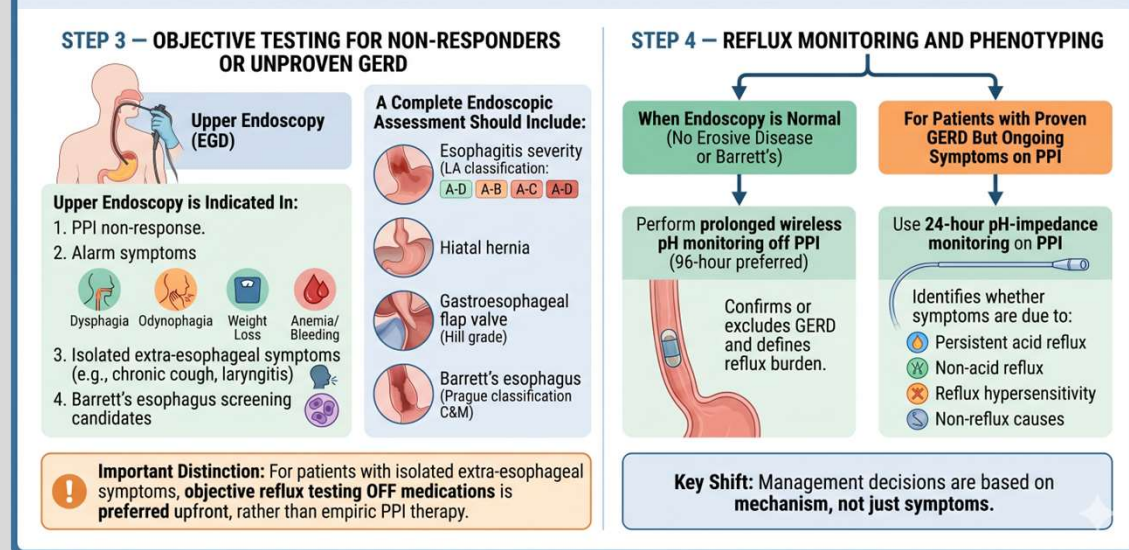 STEP 3 — OBJECTIVE TESTING FOR NON-RESPONDERS
OR UNPROVEN GERD
Upper Endoscopy
(EGD)
Upper Endoscopy is Indicated In:
1. PPI non-response.
2. Alarm symptoms
Dysphagia
Odynophagia
Weight
Loss
Anemia/
Bleeding
3. Isolated extra-esophageal symptoms
(e.g., chronic cough, laryngitis)
4. Barrett's esophagus screening
candidates
A Complete Endoscopic
Assessment Should Include:
Esophagitis severity
(LA classification:
A-D A-B A-C A-D
Hiatal hernia
Gastroesophageal
flap valve
(Hill grade)
Barrett's esophagus
(Prague classification
C&M)
! Important Distinction: For patients with isolated extra-esophageal
symptoms, objective reflux testing OFF medications is
preferred upfront, rather than empiric PPI therapy.
STEP 4 — REFLUX MONITORING AND PHENOTYPING
When Endoscopy is Normal
(No Erosive Disease
or Barrett's)
Perform prolonged wireless
pH monitoring off PPI
(96-hour preferred)
Confirms or
excludes GERD
and defines
reflux burden.
For Patients with Proven
GERD But Ongoing
Symptoms on PPI
Use 24-hour pH-impedance
monitoring on PPI
Identifies whether
symptoms are due to:
Persistent acid reflux
Non-acid reflux
Reflux hypersensitivity
Non-reflux causes
Key Shift: Management decisions are based on
mechanism, not just symptoms.